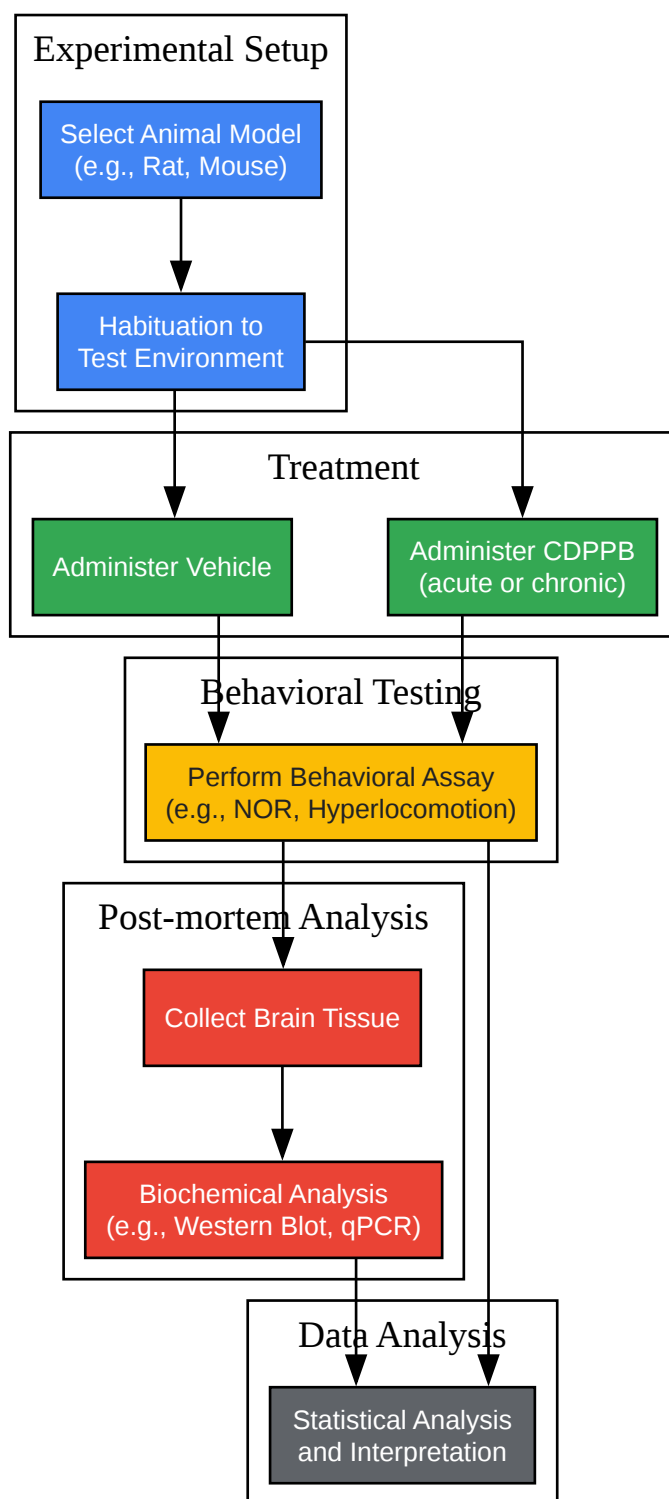 Experimental Setup
Select Animal Model
(e.g., Rat, Mouse)
Habituation to
Test Environment
Treatment
Administer Vehicle
Administer CDPPB
(acute or chronic)
Behavioral Testing
Perform Behavioral Assay
(e.g., NOR, Hyperlocomotion)
Post-mortem Analysis
Collect Brain Tissue
Biochemical Analysis
(e.g., Western Blot, qPCR)
Data Analysis
Statistical Analysis
and Interpretation